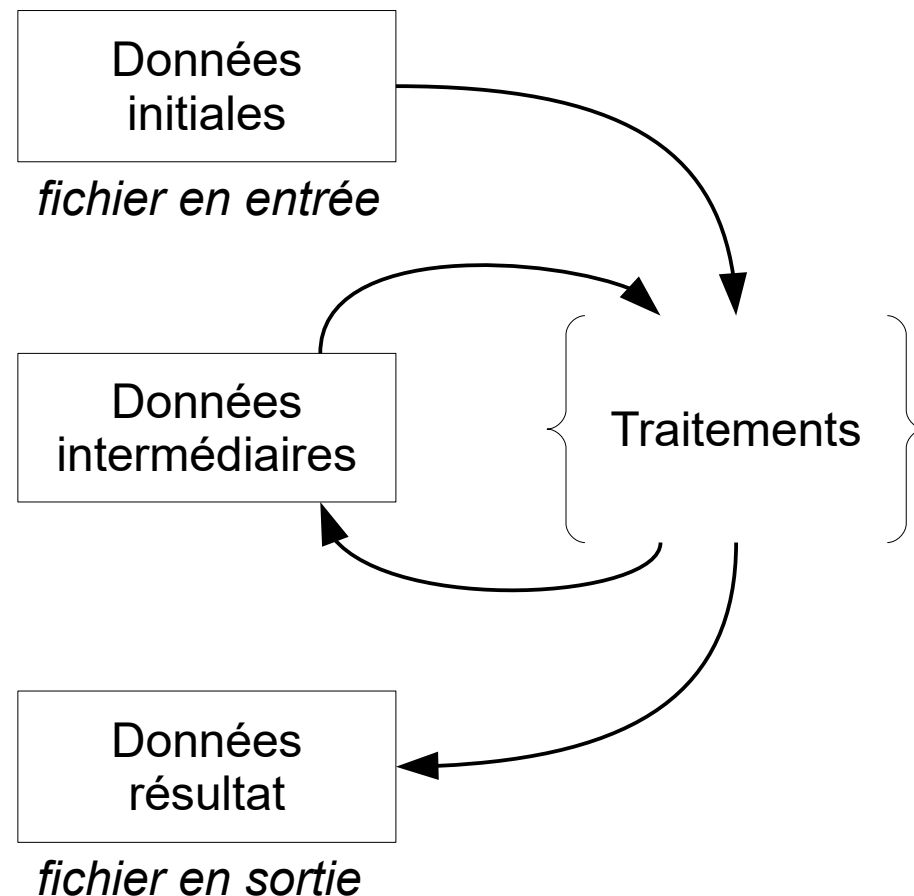 Données
initiales
fichier en entrée
Données
intermédiaires
Traitements
Données
résultat
fichier en sortie